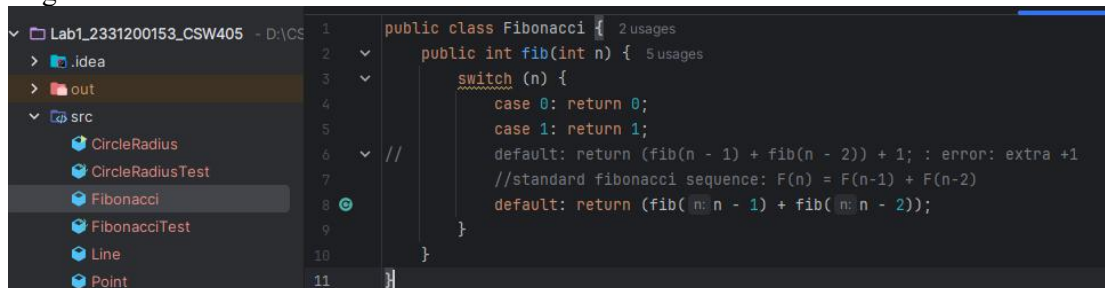 Lab1_2331200153_CSW405 - D:\CS
.idea
out
src
CircleRadius
CircleRadiusTest
Fibonacci
FibonacciTest
Line
Point
1 public class Fibonacci { 2 usages
2 public int fib(int n) { 5 usages
3 switch (n) {
4 case 0: return 0;
5 case 1: return 1;
6 // default: return (fib(n - 1) + fib(n - 2)) + 1; : error: extra +1
7 //standard fibonacci sequence: F(n) = F(n-1) + F(n-2)
8 default: return (fib( n: n - 1) + fib( n: n - 2));
9 }
10 }
11 }